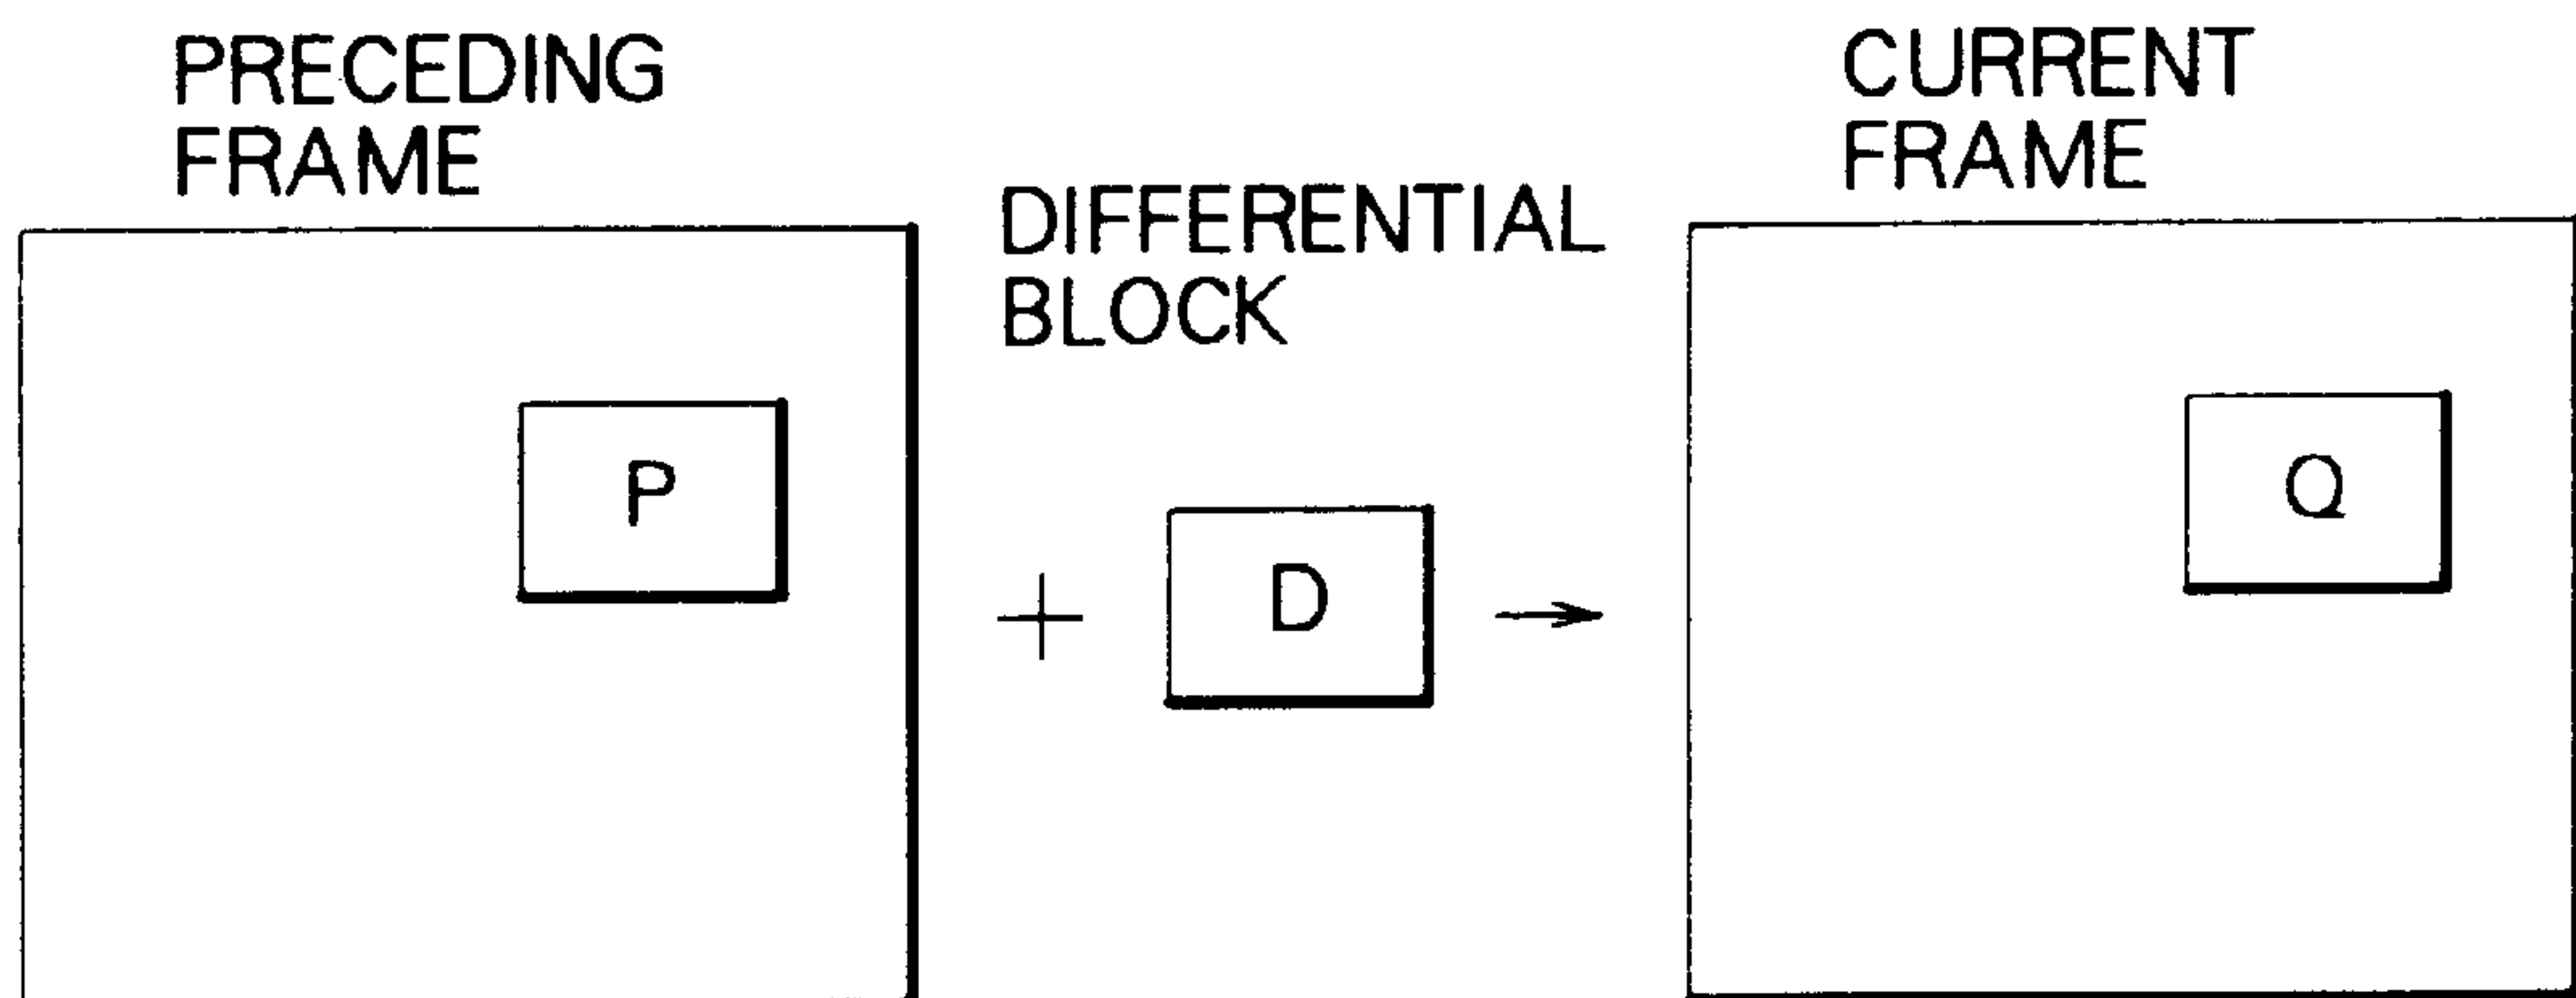 PRECEDING
FRAME
P
DIFFERENTIAL
BLOCK
+
D
CURRENT
FRAME
Q